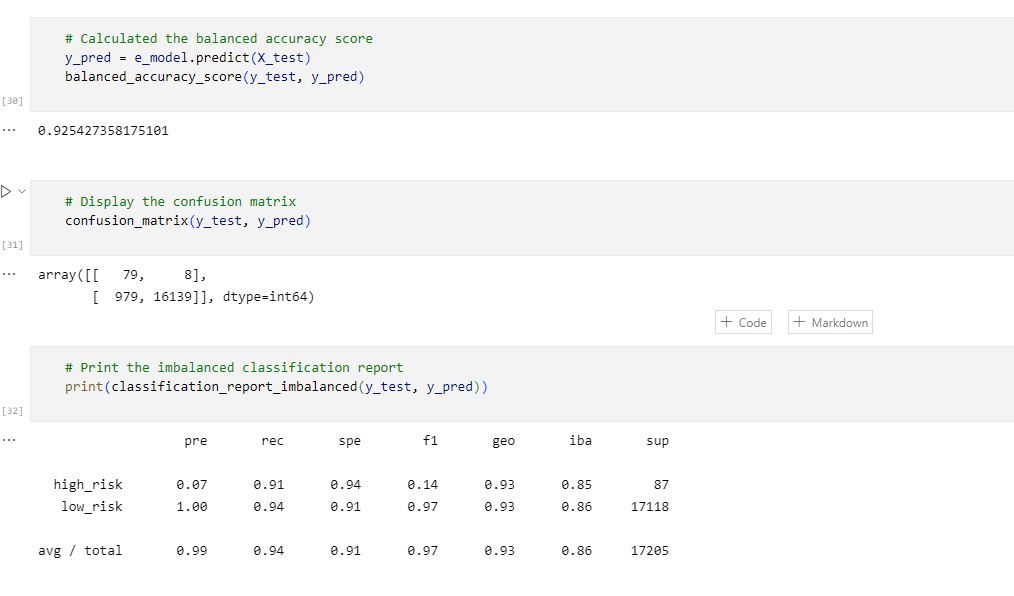 # Calculated the balanced accuracy score
y_pred = e_model.predict(X_test)
balanced_accuracy_score(y_test, y_pred)
[30]
... 0.925427358175101
# Display the confusion matrix
confusion_matrix(y_test, y_pred)
[31]
... array([[   79,     8],
       [  979, 16139]], dtype=int64)
+ Code + Markdown
# Print the imbalanced classification report
print(classification_report_imbalanced(y_test, y_pred))
[32]
... pre rec spe f1 geo iba sup
high_risk 0.07 0.91 0.94 0.14 0.93 0.85 87
low_risk 1.00 0.94 0.91 0.97 0.93 0.86 17118
avg / total 0.99 0.94 0.91 0.97 0.93 0.86 17205